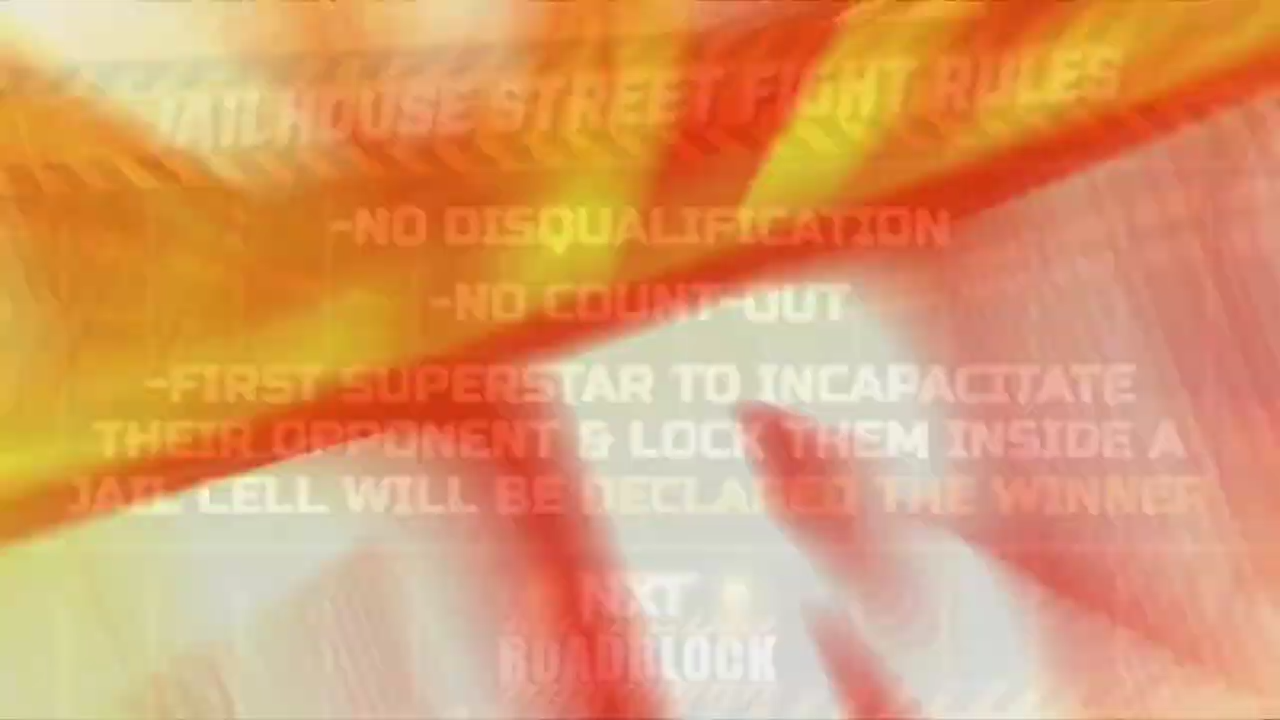 JAILHOUSE STREET FIGHT RULES
-NO DISQUALIFICATION
-NO COUNT-OUT
-FIRST SUPERSTAR TO INCAPACITATE
THEIR OPPONENT & LOCK THEM INSIDE A
JAIL CELL WILL BE DECLARED THE WINNER
NXT
ROADBLOCK